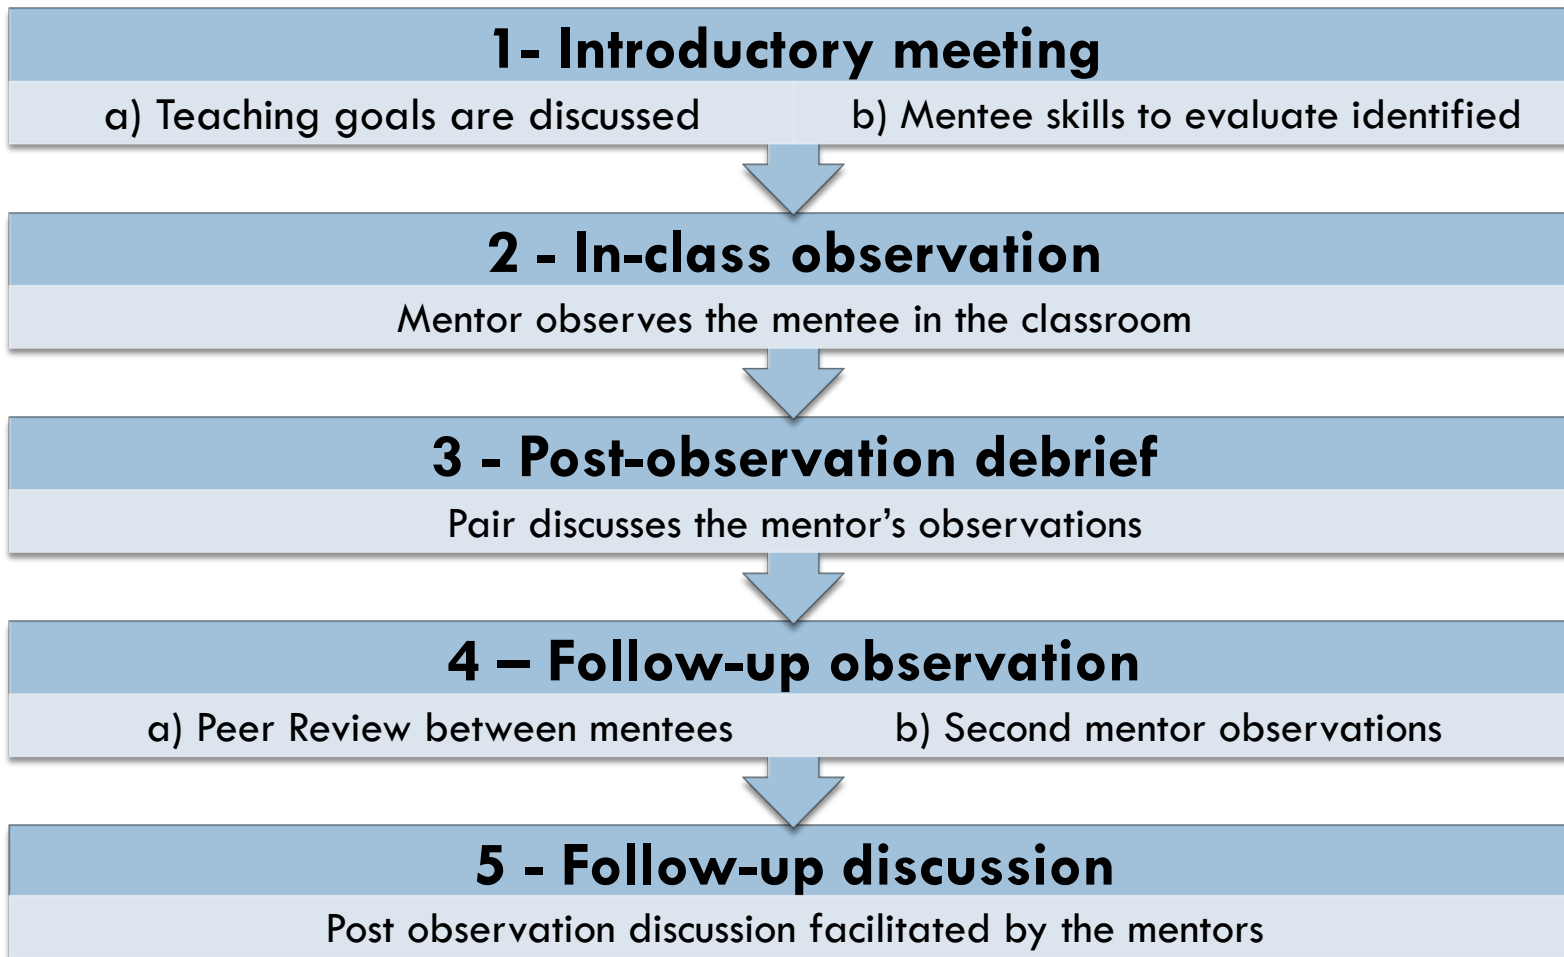 1- Introductory meeting
a) Teaching goals are discussed
b) Mentee skills to evaluate identified
2 - In-class observation
Mentor observes the mentee in the classroom
3 - Post-observation debrief
Pair discusses the mentor’s observations
4 – Follow-up observation
a) Peer Review between mentees
b) Second mentor observations
5 - Follow-up discussion
Post observation discussion facilitated by the mentors